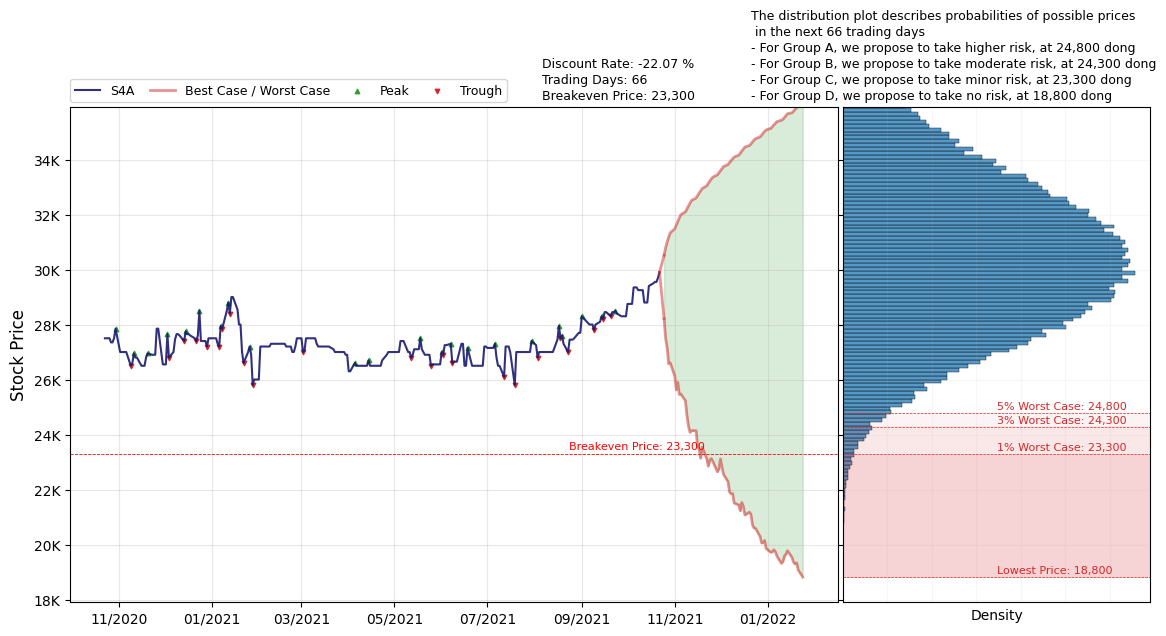 The distribution plot describes probabilities of possible prices
in the next 66 trading days
- For Group A, we propose to take higher risk, at 24,800 dong
- For Group B, we propose to take moderate risk, at 24,300 dong
- For Group C, we propose to take minor risk, at 23,300 dong
- For Group D, we propose to take no risk, at 18,800 dong
Discount Rate: -22.07 %
Trading Days: 66
Breakeven Price: 23,300
S4A
Best Case / Worst Case
Peak
Trough
Stock Price
34K
32K
30K
28K
26K
24K
22K
20K
18K
Breakeven Price: 23,300
5% Worst Case: 24,800
3% Worst Case: 24,300
1% Worst Case: 23,300
Lowest Price: 18,800
11/2020
01/2021
03/2021
05/2021
07/2021
09/2021
11/2021
01/2022
Density